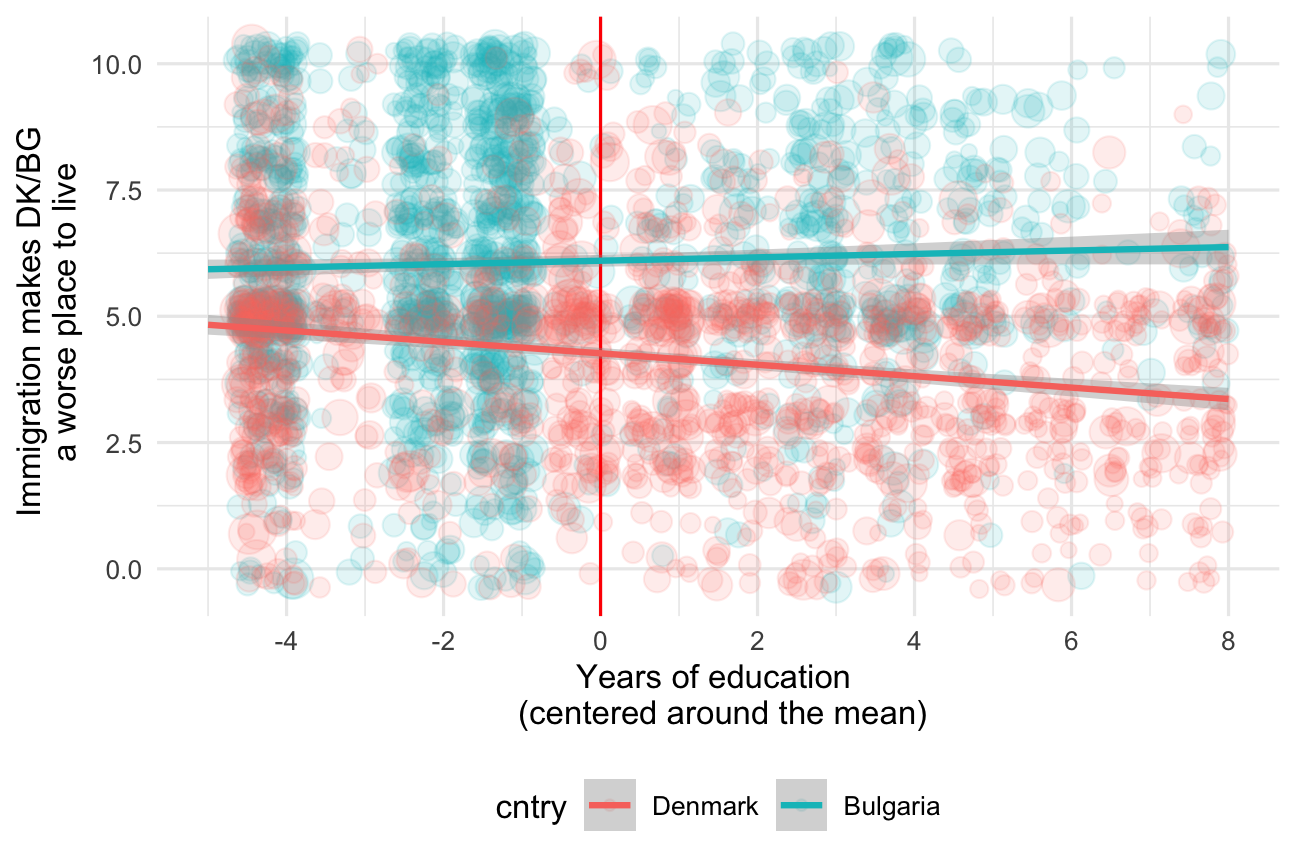 Immigration makes DK/BG
a worse place to live
10.0
7.5
5.0
2.5
0.0
-4 -2 0 2 4 6 8
Years of education
(centered around the mean)
cntry Denmark Bulgaria